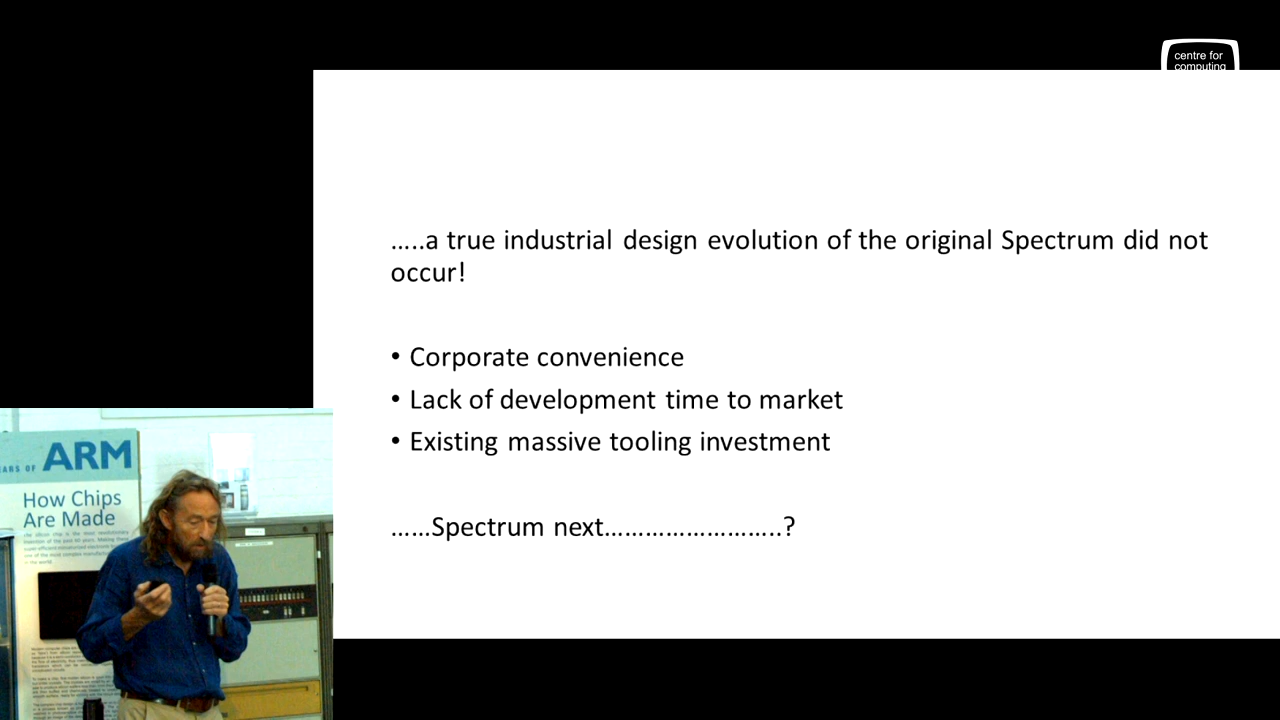 centre for
computing
.....a true industrial design evolution of the original Spectrum did not
occur!
• Corporate convenience
• Lack of development time to market
• Existing massive tooling investment
......Spectrum next........................?
OF ARM
How Chips
Are Made